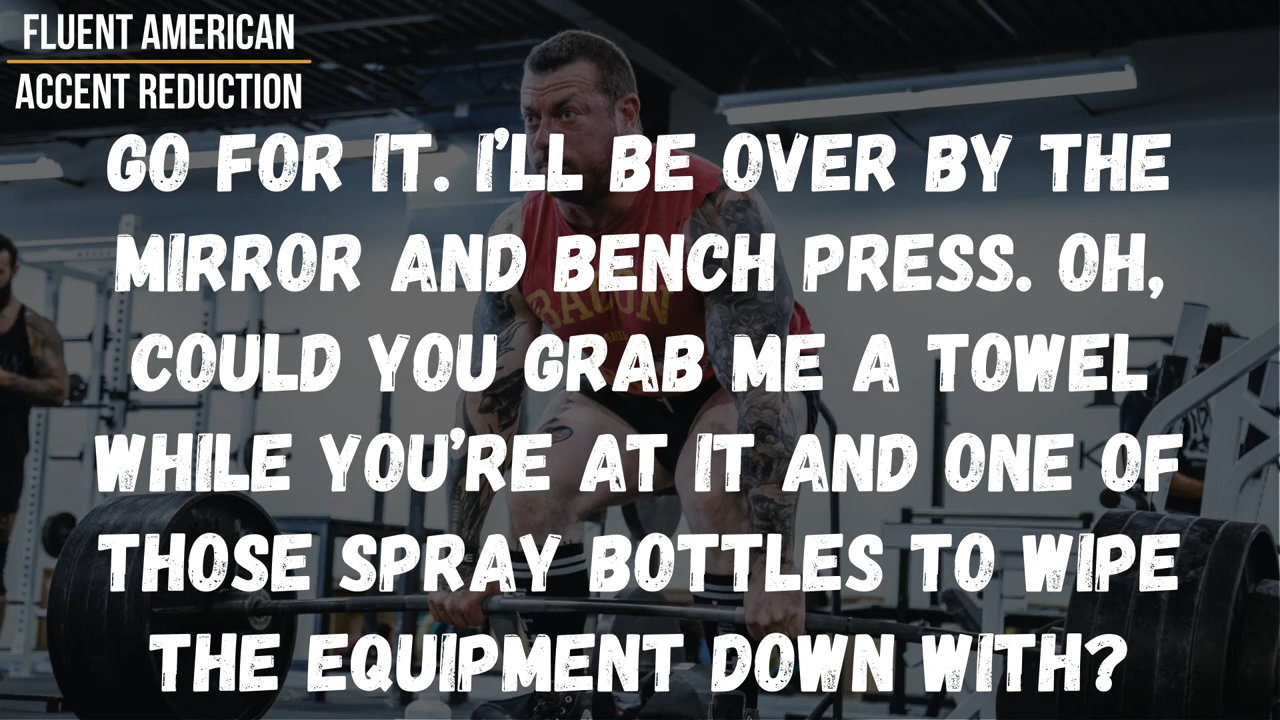 FLUENT AMERICAN
ACCENT REDUCTION
GO FOR IT. I'LL BE OVER BY THE
MIRROR AND BENCH PRESS. OH,
COULD YOU GRAB ME A TOWEL
WHILE YOU'RE AT IT AND ONE OF
THOSE SPRAY BOTTLES TO WIPE
THE EQUIPMENT DOWN WITH?
BACON